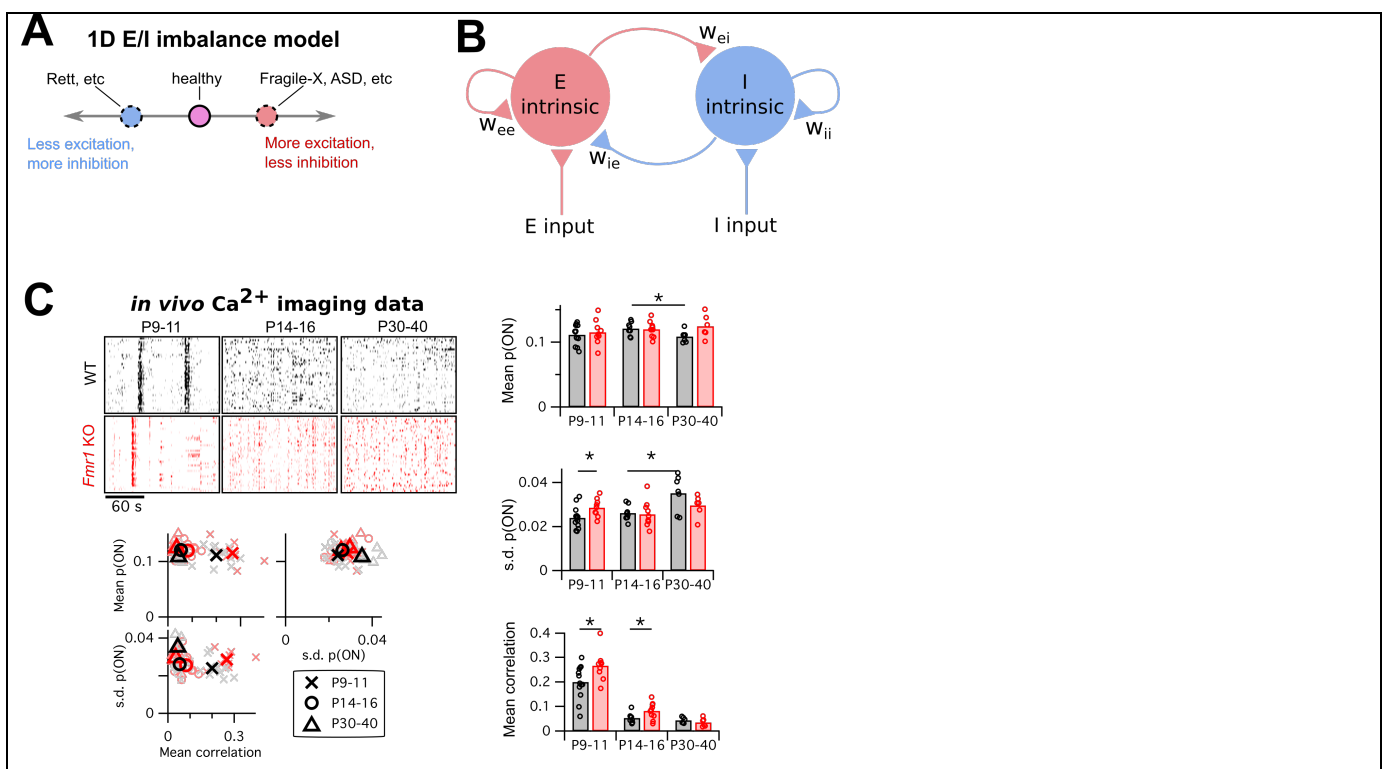 A
1D E/I imbalance model
Rett, etc
healthy
Fragile-X, ASD, etc
Less excitation,
more inhibition
More excitation,
less inhibition
B
E
intrinsic
I
intrinsic
w_ei
w_ee
w_ie
w_ii
E input
I input
C
in vivo Ca2+ imaging data
P9-11 P14-16 P30-40
WT
Fmr1 KO
60 s
Mean p(ON)
0.1
0
s.d. p(ON)
0.04
0
0 0.3
Mean correlation
0 0.04
s.d. p(ON)
P9-11
P14-16
P30-40
Mean p(ON)
0.1
0
*
P9-11 P14-16 P30-40
s.d. p(ON)
0.04
0.02
0
* *
P9-11 P14-16 P30-40
Mean correlation
0.4
0.3
0.2
0.1
0
* *
P9-11 P14-16 P30-40